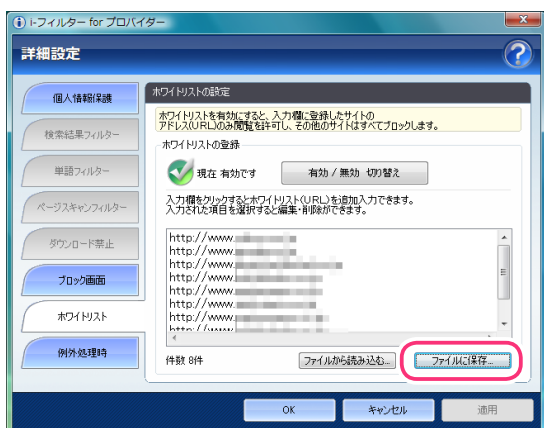 i-フィルター for プロバイダー
詳細設定
?
個人情報保護
検索結果フィルター
単語フィルター
ページスキャンフィルター
ダウンロード禁止
ブロック画面
ホワイトリスト
例外処理時
ホワイトリストの設定
ホワイトリストを有効にすると、入力欄に登録したサイトの
アドレス(URL)のみ閲覧を許可し、その他のサイトはすべてブロックします。
ホワイトリストの登録
現在 有効です
有効 / 無効 切り替え
入力欄をクリックするとホワイトリスト(URL)を追加入力できます。
入力された項目を選択すると編集・削除ができます。
http://www.
http://www.
http://www.
http://www.
http://www.
http://www.
http://www.
http://www.
件数 8件
ファイルから読み込む...
ファイルに保存...
OK
キャンセル
適用